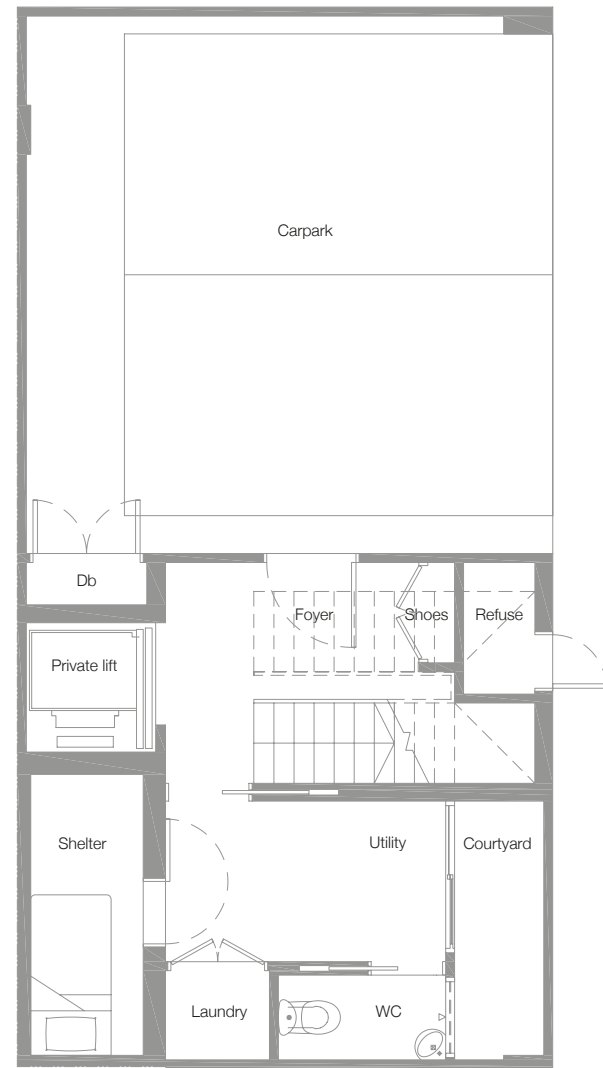 Carpark
Db
Foyer
Shoes
Refuse
Private lift
Shelter
Utility
Courtyard
Laundry
WC